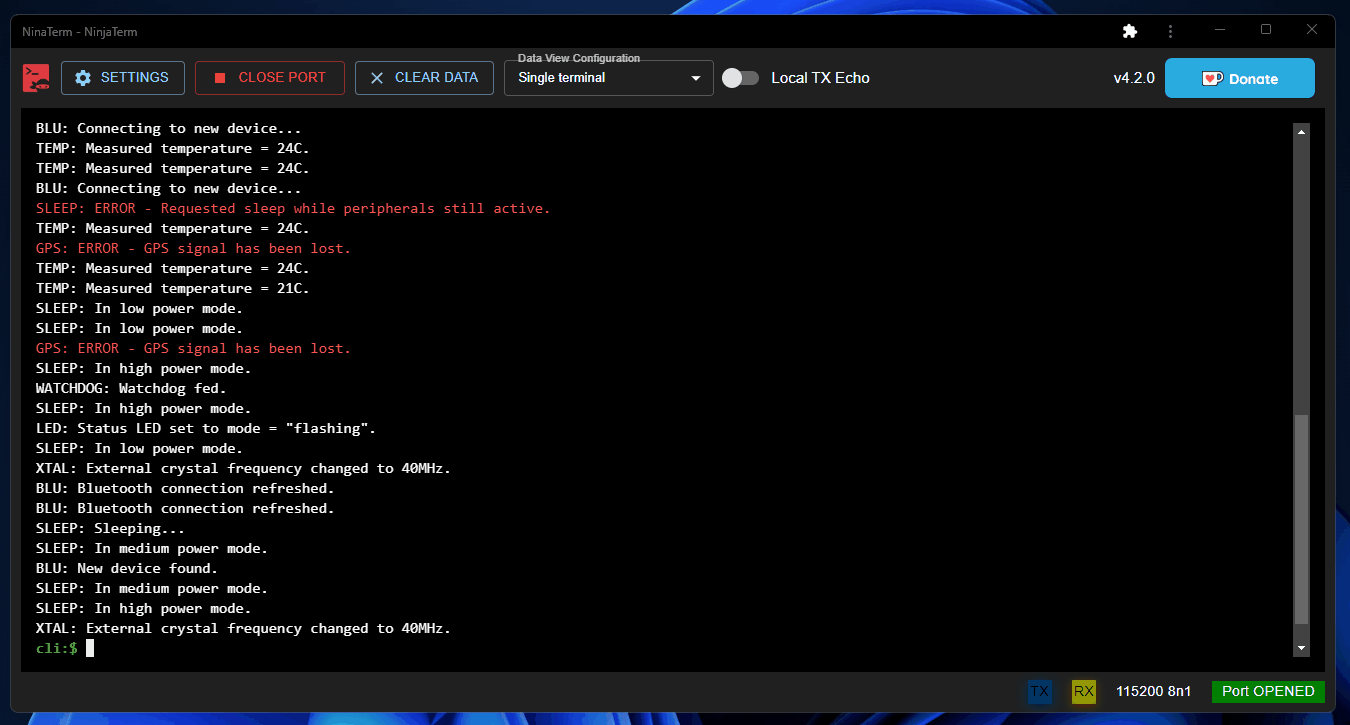 NinaTerm - NinjaTerm
SETTINGS
CLOSE PORT
CLEAR DATA
Data View Configuration
Single terminal
Local TX Echo
v4.2.0
Donate
BLU: Connecting to new device...
TEMP: Measured temperature = 24C.
TEMP: Measured temperature = 24C.
BLU: Connecting to new device...
SLEEP: ERROR - Requested sleep while peripherals still active.
TEMP: Measured temperature = 24C.
GPS: ERROR - GPS signal has been lost.
TEMP: Measured temperature = 24C.
TEMP: Measured temperature = 21C.
SLEEP: In low power mode.
SLEEP: In low power mode.
GPS: ERROR - GPS signal has been lost.
SLEEP: In high power mode.
WATCHDOG: Watchdog fed.
SLEEP: In high power mode.
LED: Status LED set to mode = "flashing".
SLEEP: In low power mode.
XTAL: External crystal frequency changed to 40MHz.
BLU: Bluetooth connection refreshed.
BLU: Bluetooth connection refreshed.
SLEEP: Sleeping...
SLEEP: In medium power mode.
BLU: New device found.
SLEEP: In medium power mode.
SLEEP: In high power mode.
XTAL: External crystal frequency changed to 40MHz.
cli:$
TX
RX
115200 8n1
Port OPENED